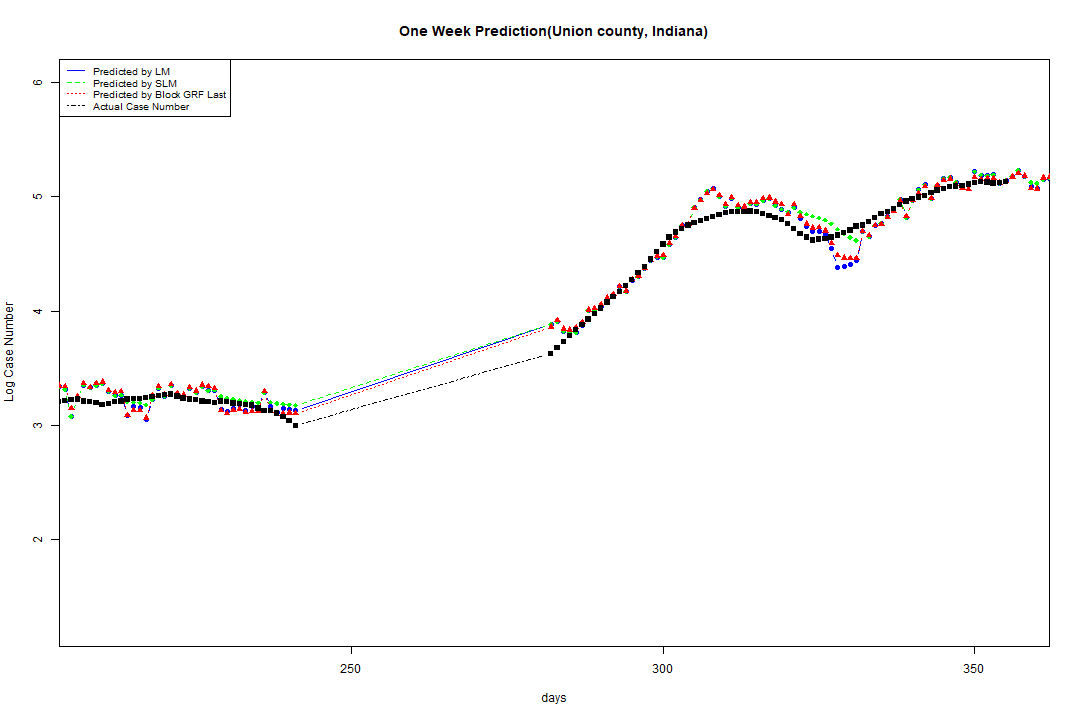 One Week Prediction(Union county, Indiana)
Predicted by LM
Predicted by SLM
Predicted by Block GRF Last
Actual Case Number
6
5
4
3
2
Log Case Number
250 300 350
days